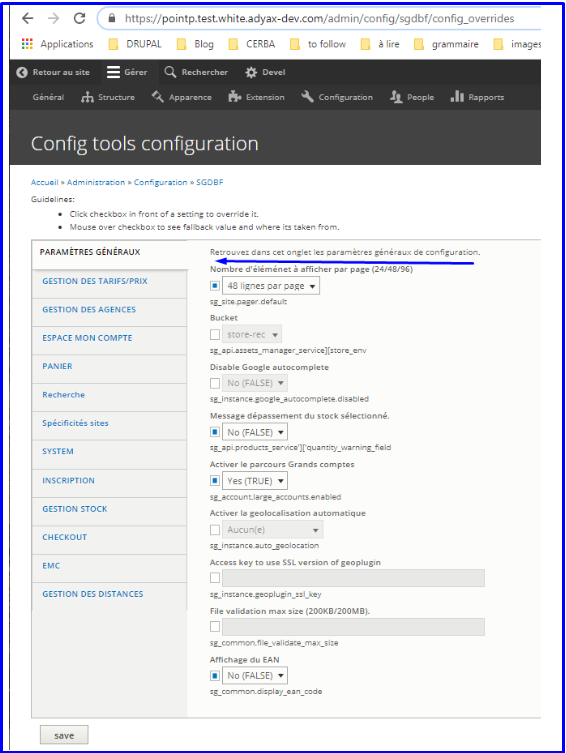 https://pointp.test.white.adyax-dev.com/admin/config/sgdbf/config_overrides
Applications DRUPAL Blog CERBA to follow à lire grammaire images
Retour au site Gérer Rechercher Devel
Général Structure Apparence Extension Configuration People Rapports
Config tools configuration
Accueil » Administration » Configuration » SGDBF
Guidelines:
• Click checkbox in front of a setting to override it.
• Mouse over checkbox to see fallback value and where its taken from.
PARAMÈTRES GÉNÉRAUX
GESTION DES TARIFS/PRIX
GESTION DES AGENCES
ESPACE MON COMPTE
PANIER
Recherche
Spécificités sites
SYSTEM
INSCRIPTION
GESTION STOCK
CHECKOUT
EMC
GESTION DES DISTANCES
Retrouvez dans cet onglet les paramètres généraux de configuration.
Nombre d'éléménet à afficher par page (24/48/96)
48 lignes par page
sg_site.pager.default
Bucket
store-rec
sg_api.assets_manager_service][store_env
Disable Google autocomplete
No (FALSE)
sg_instance.google_autocomplete.disabled
Message dépassement du stock sélectionné.
No (FALSE)
sg_api.products_service']['quantity_warning_field
Activer le parcours Grands comptes
Yes (TRUE)
sg_account.large_accounts.enabled
Activer la geolocalisation automatique
Aucun(e)
sg_instance.auto_geolocation
Access key to use SSL version of geoplugin
sg_instance.geoplugin_ssl_key
File validation max size (200KB/200MB).
sg_common.file_validate_max_size
Affichage du EAN
No (FALSE)
sg_common.display_ean_code
save